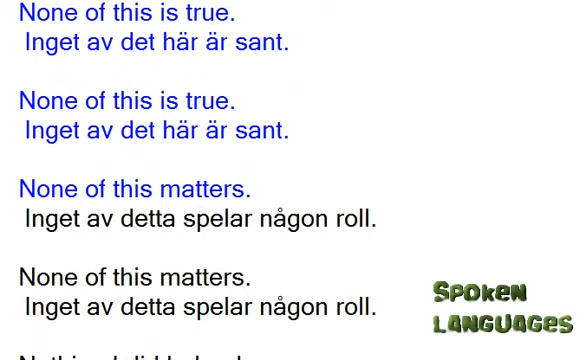 None of this is true.
Inget av det här är sant.
None of this is true.
Inget av det här är sant.
None of this matters.
Inget av detta spelar någon roll.
None of this matters.
Inget av detta spelar någon roll.
Spoken
Languages